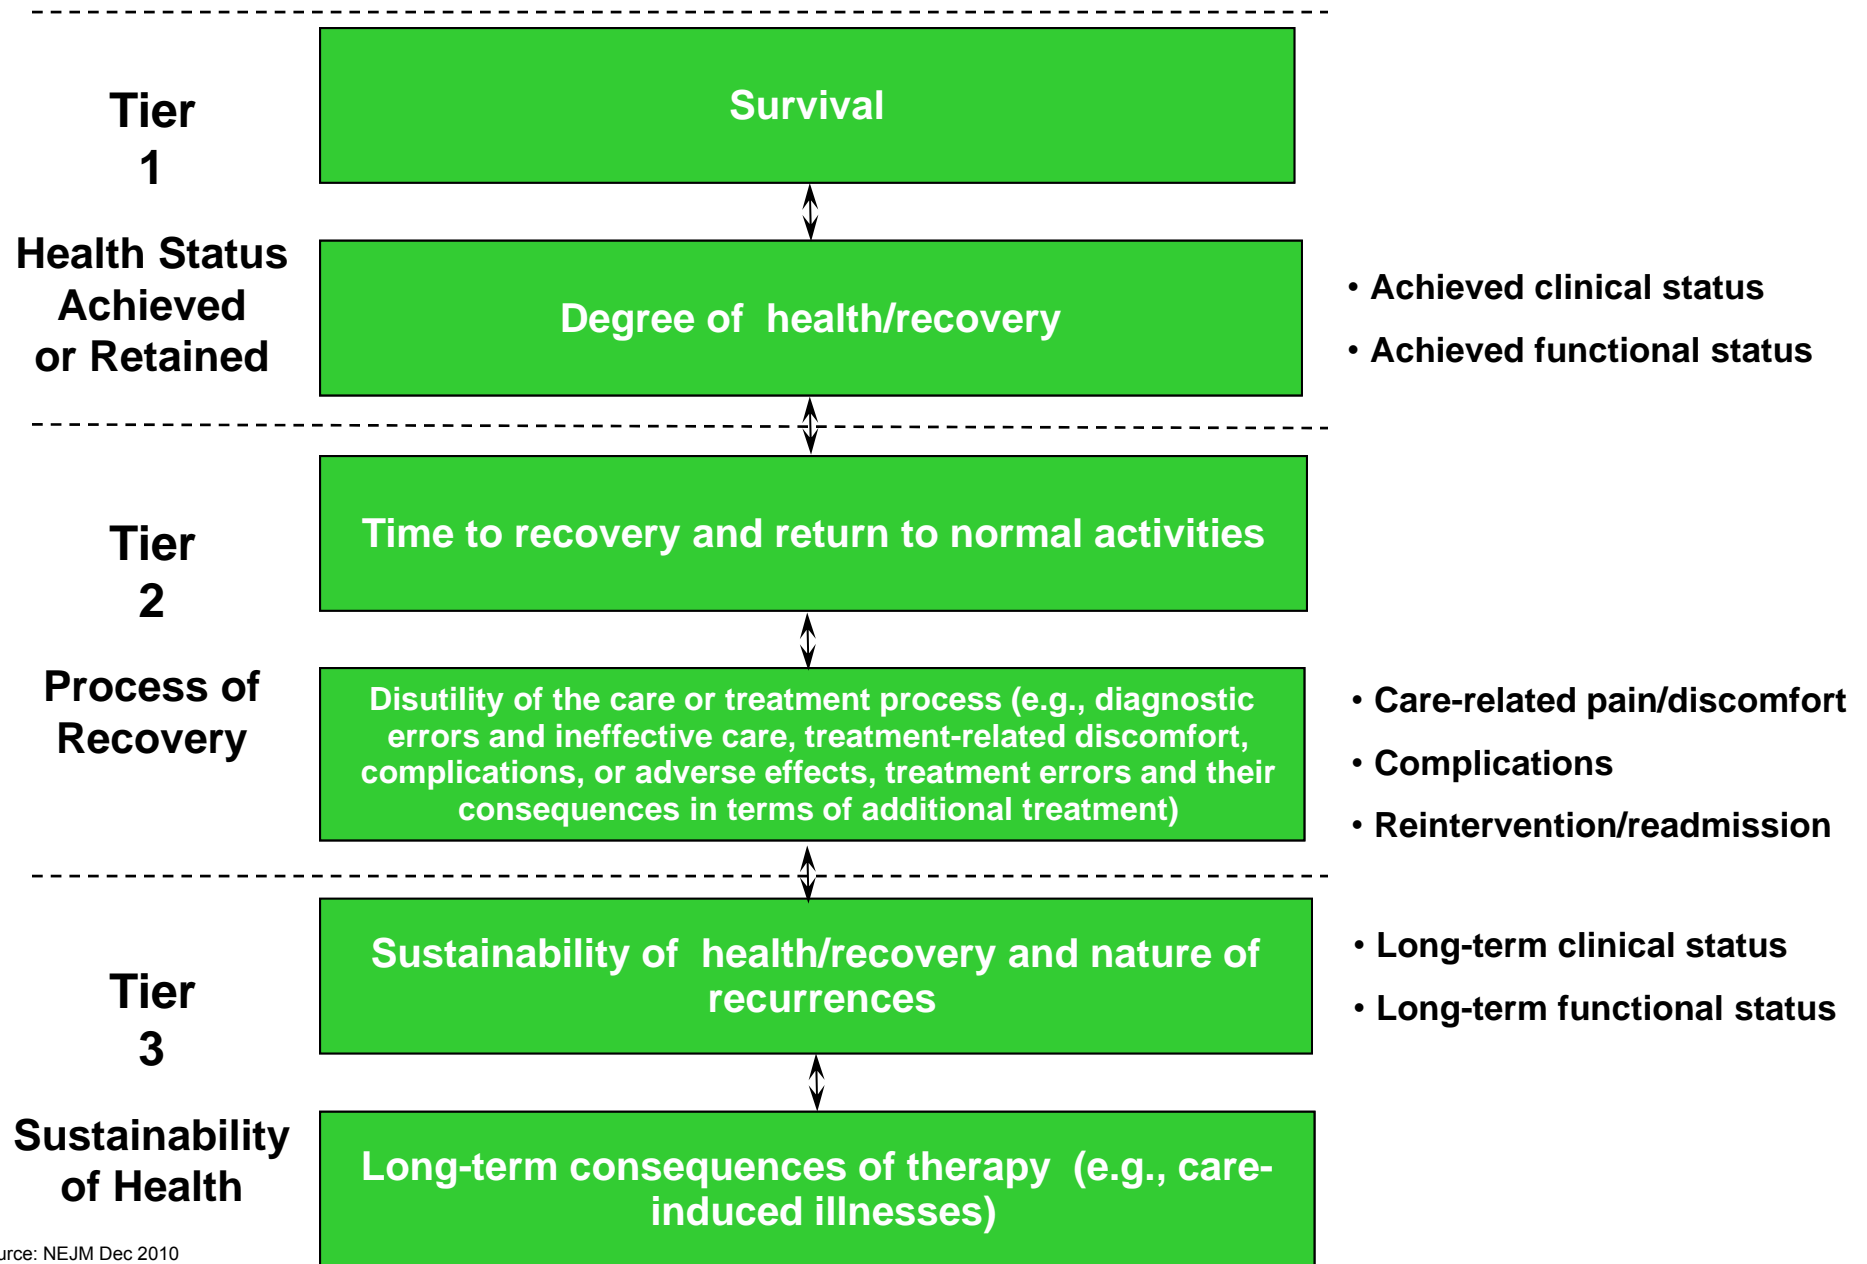 Tier
1
Health Status
Achieved
or Retained
Survival
Degree of health/recovery
• Achieved clinical status
• Achieved functional status
Tier
2
Process of
Recovery
Time to recovery and return to normal activities
Disutility of the care or treatment process (e.g., diagnostic
errors and ineffective care, treatment-related discomfort,
complications, or adverse effects, treatment errors and their
consequences in terms of additional treatment)
• Care-related pain/discomfort
• Complications
• Reintervention/readmission
Tier
3
Sustainability
of Health
Sustainability of health/recovery and nature of
recurrences
• Long-term clinical status
• Long-term functional status
Long-term consequences of therapy (e.g., care-
induced illnesses)
urce: NEJM Dec 2010